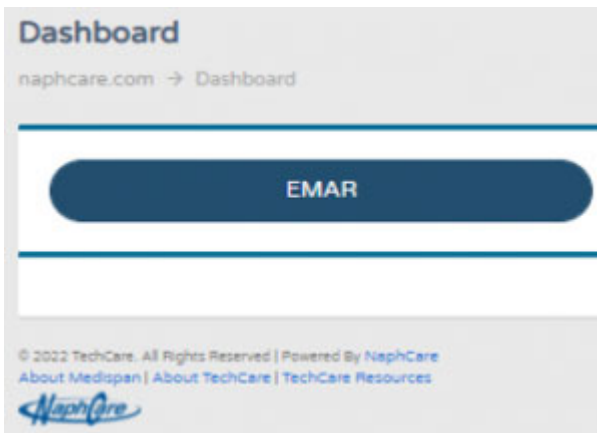 Dashboard
naphcare.com → Dashboard
EMAR
© 2022 TechCare. All Rights Reserved | Powered By NaphCare
About Medispan | About TechCare | TechCare Resources
NaphCare